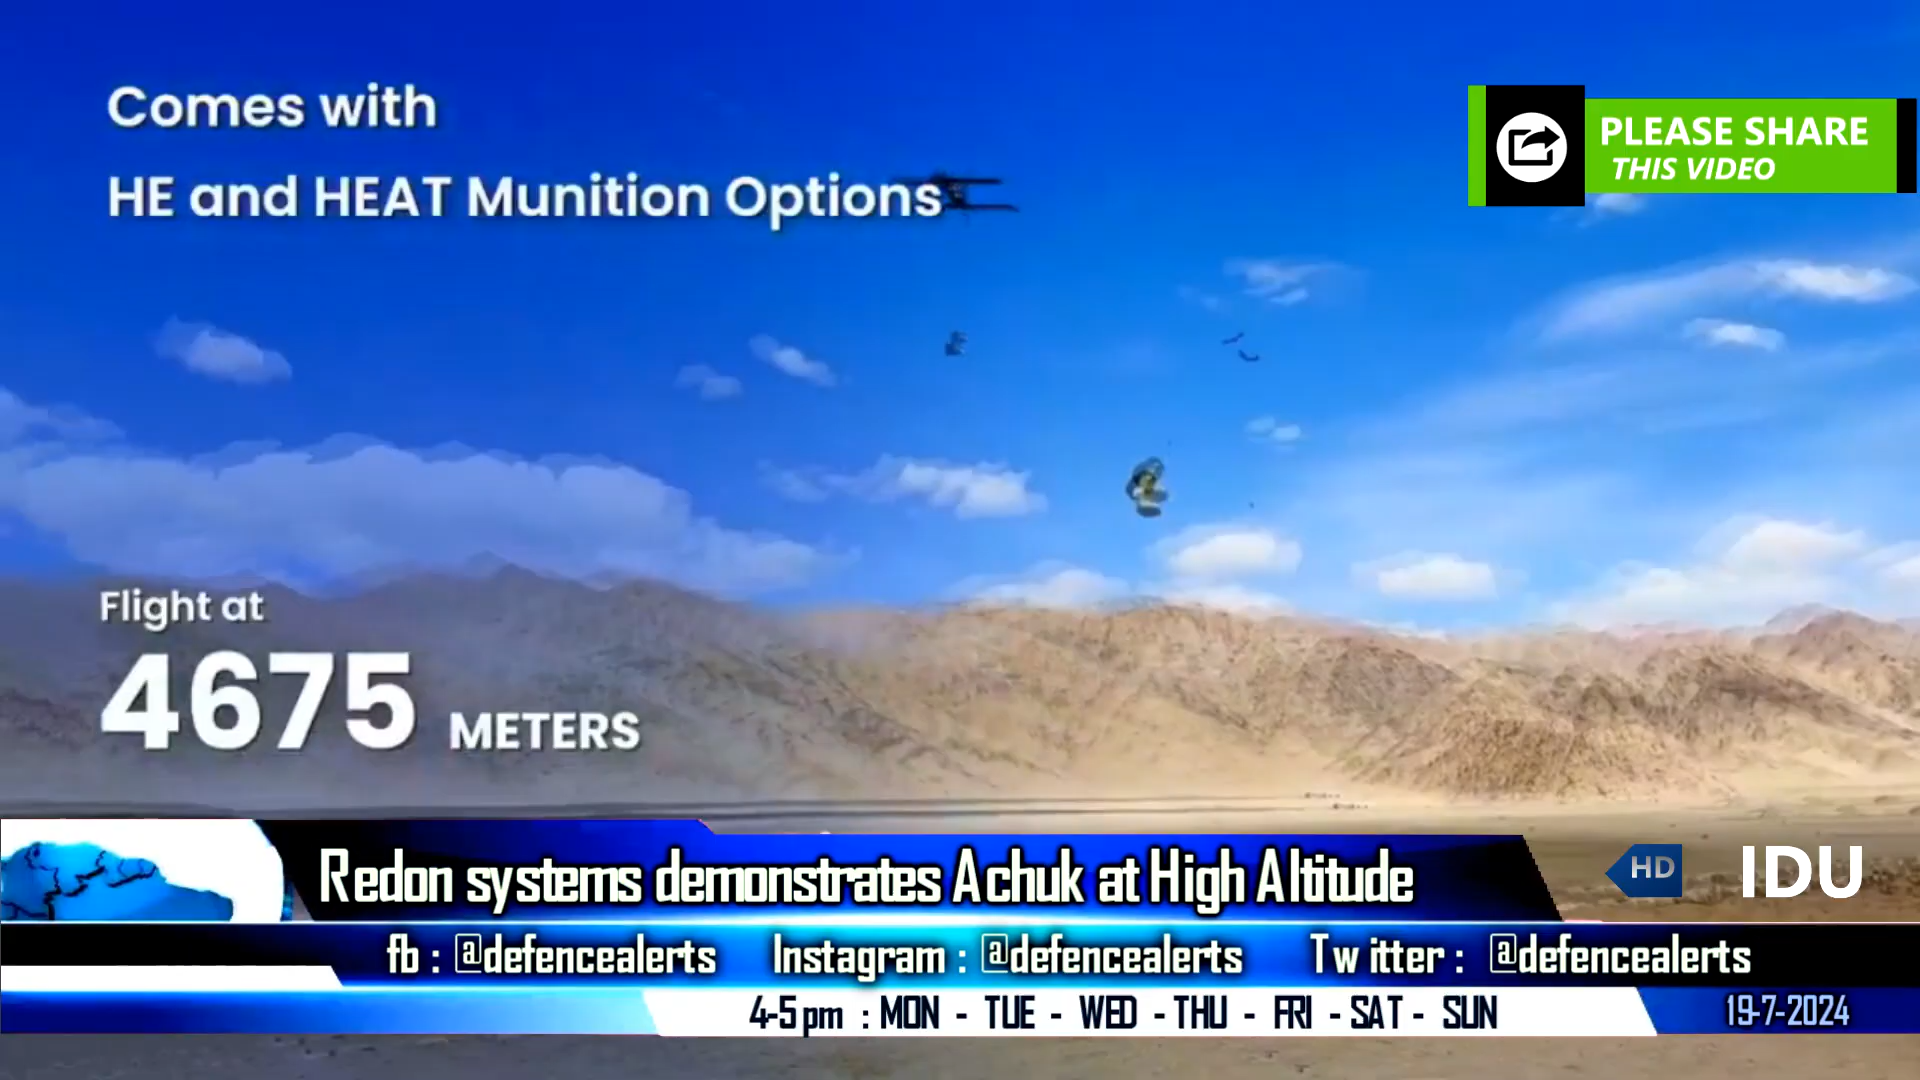 Comes with
HE and HEAT Munition Options
PLEASE SHARE
THIS VIDEO
Flight at
4675 METERS
Redon systems demonstrates Achuk at High Altitude
HD
IDU
fb : @defencealerts Instagram : @defencealerts Twitter : @defencealerts
4-5 pm : MON - TUE - WED - THU - FRI - SAT - SUN
19-7-2024